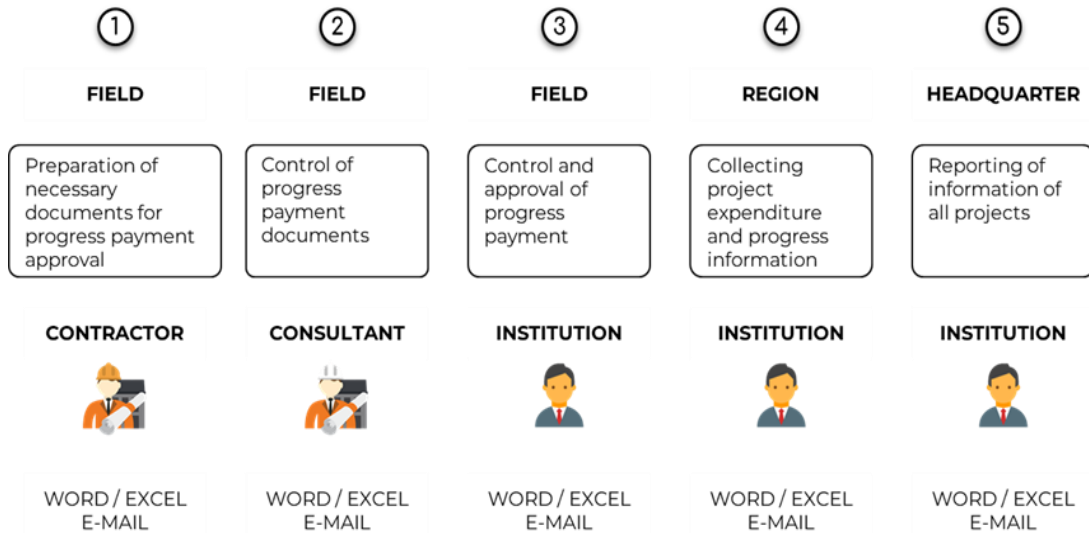 1
2
3
4
5
FIELD
FIELD
FIELD
REGION
HEADQUARTER
Preparation of
necessary
documents for
progress payment
approval
Control of
progress
payment
documents
Control and
approval of
progress
payment
Collecting
project
expenditure
and progress
information
Reporting of
information of
all projects
CONTRACTOR
CONSULTANT
INSTITUTION
INSTITUTION
INSTITUTION
WORD / EXCEL
E-MAIL
WORD / EXCEL
E-MAIL
WORD / EXCEL
E-MAIL
WORD / EXCEL
E-MAIL
WORD / EXCEL
E-MAIL